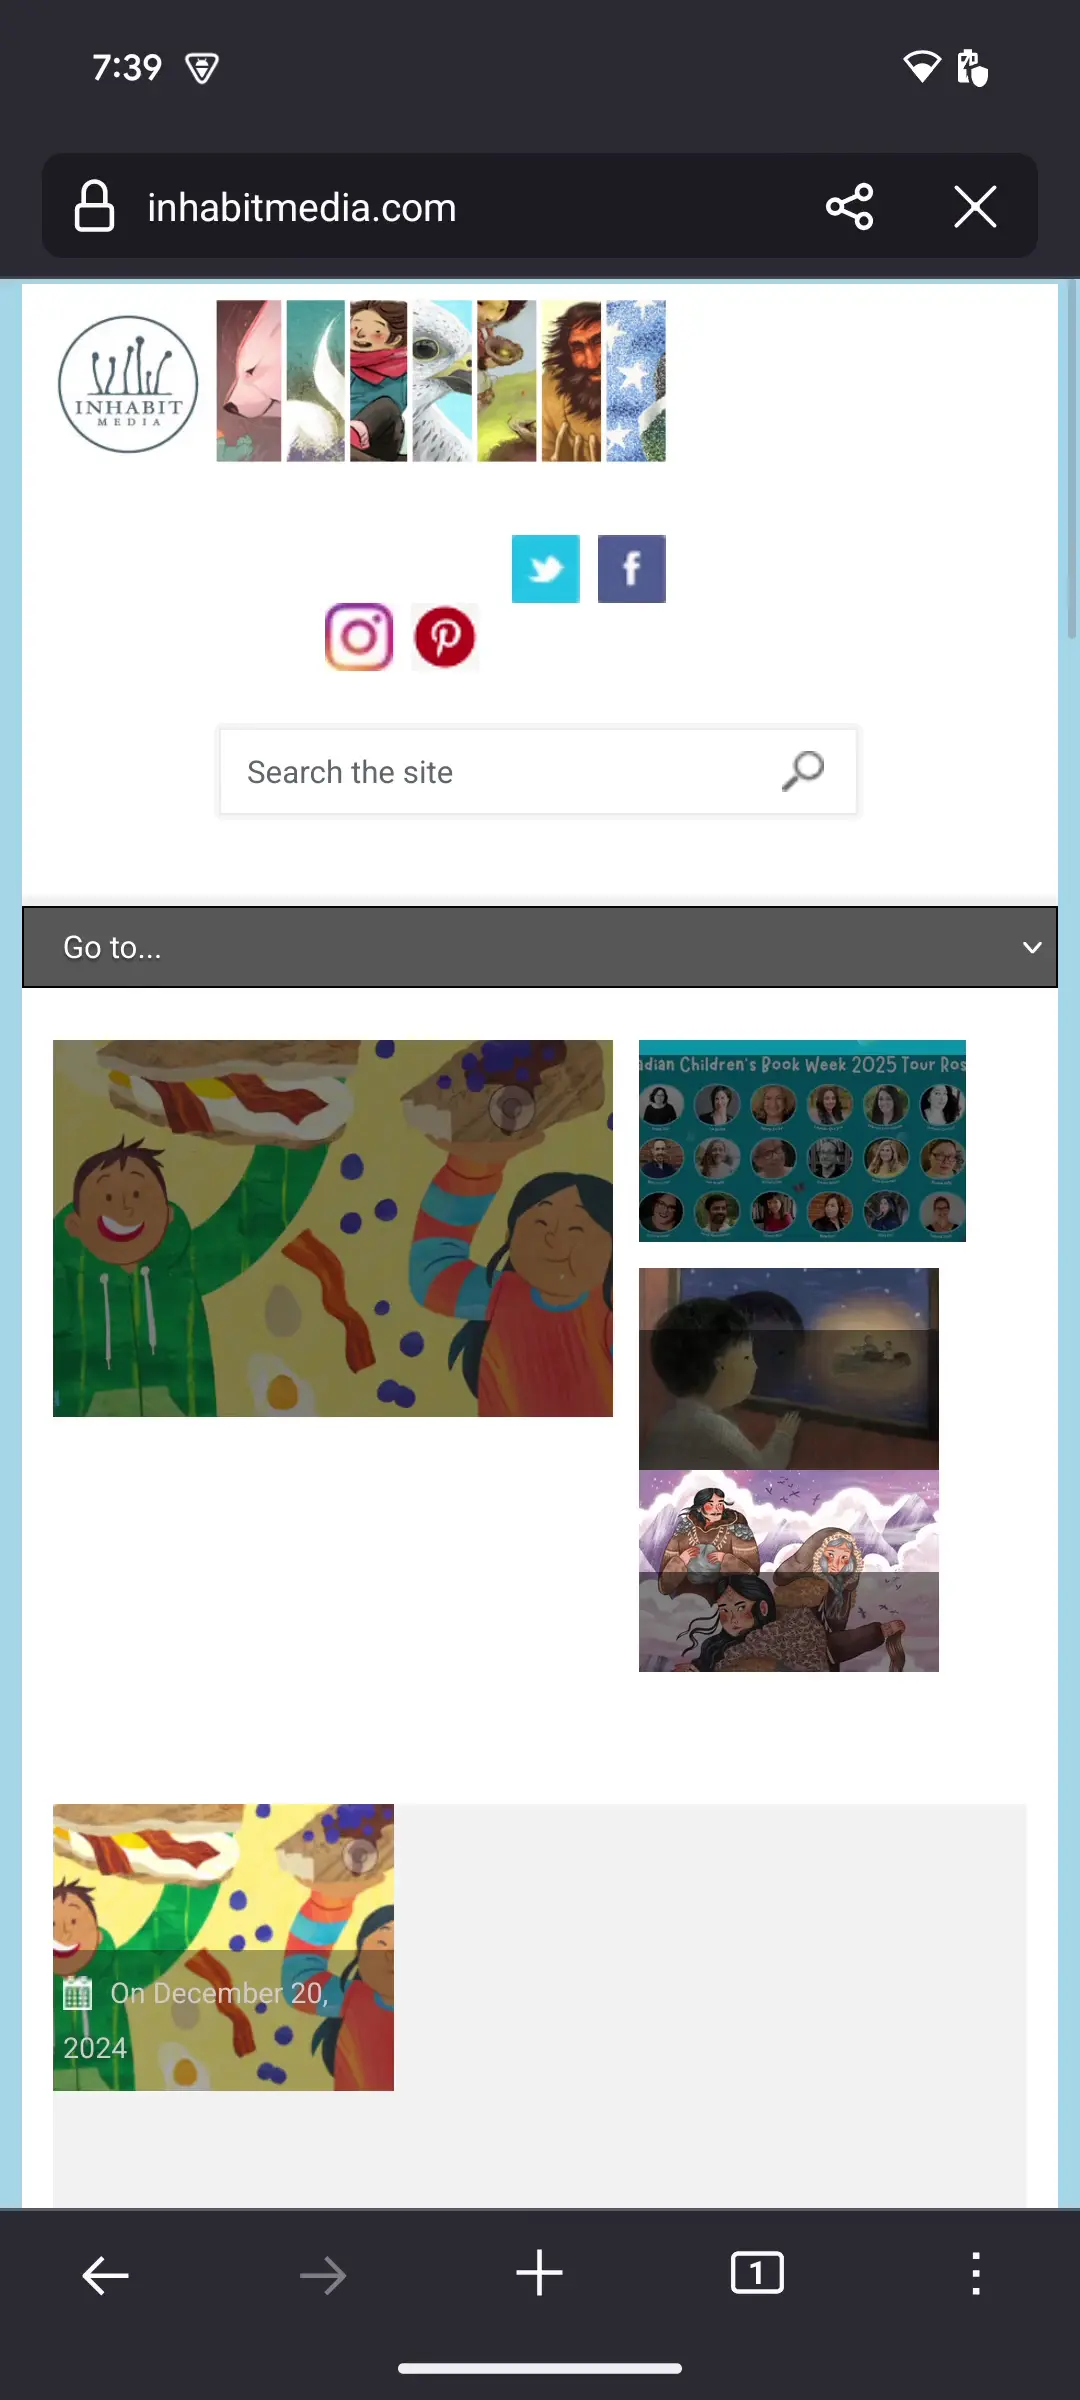 7:39
inhabitmedia.com
INHABIT
MEDIA
Search the site
Go to...
dian Children's Book Week 2025 Tour Ros
On December 20,
2024
1